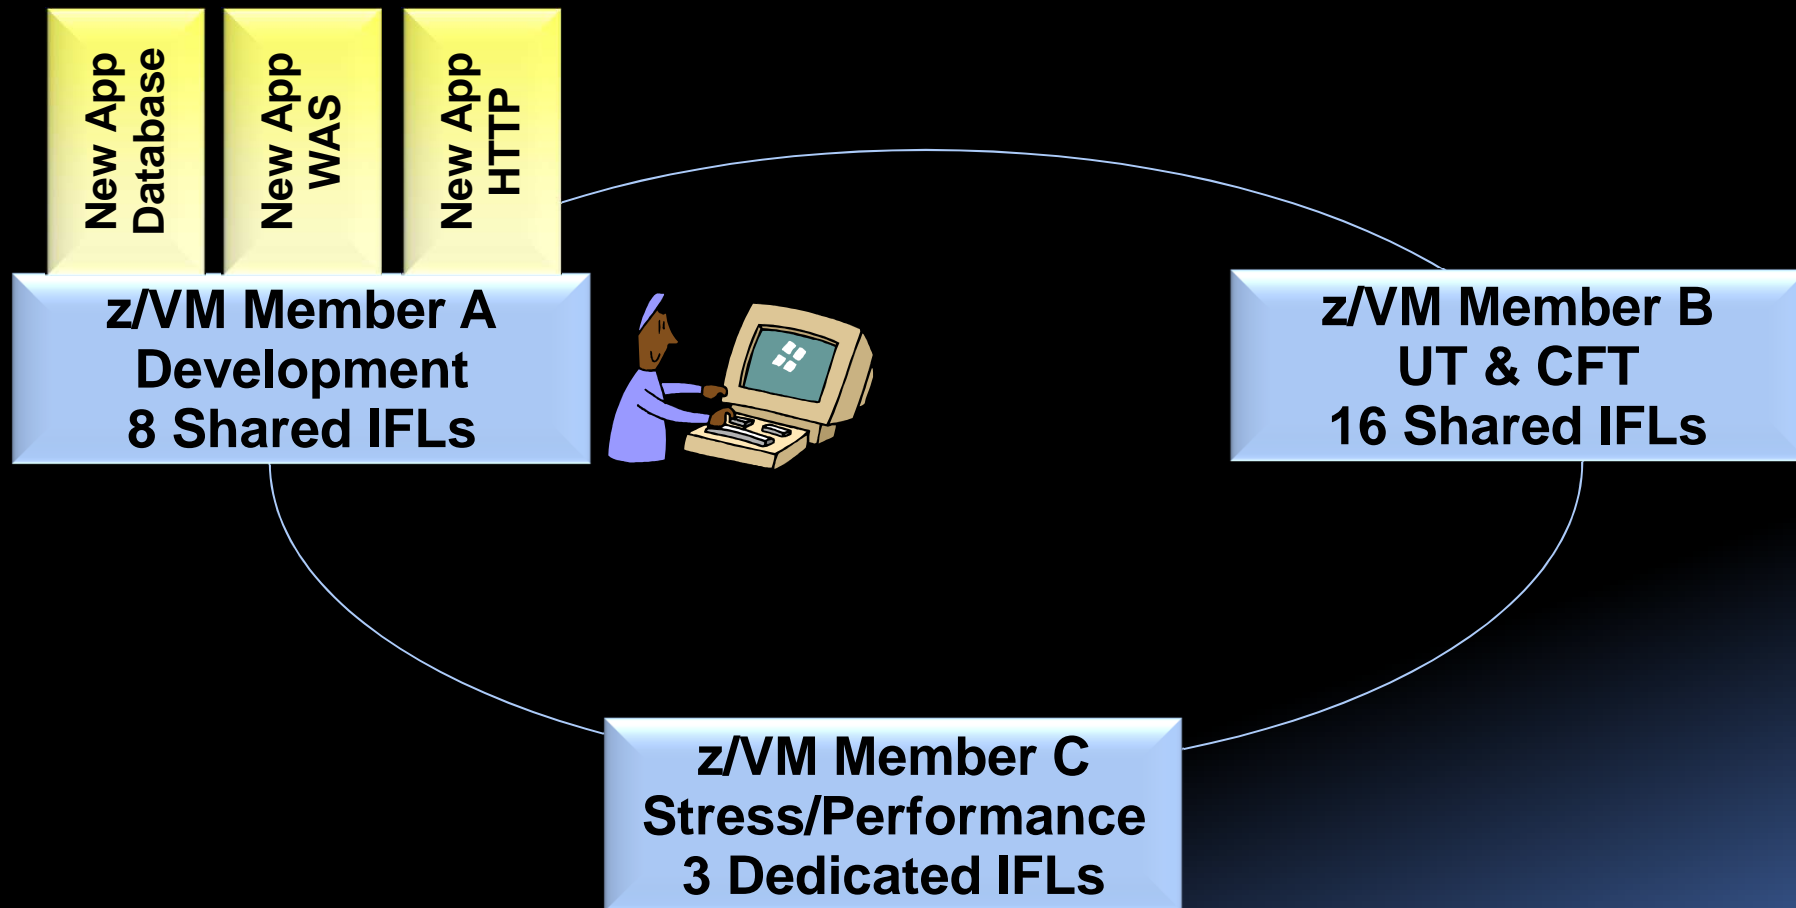 New App
Database
New App
WAS
New App
HTTP
z/VM Member A
Development
8 Shared IFLs
z/VM Member B
UT & CFT
16 Shared IFLs
z/VM Member C
Stress/Performance
3 Dedicated IFLs